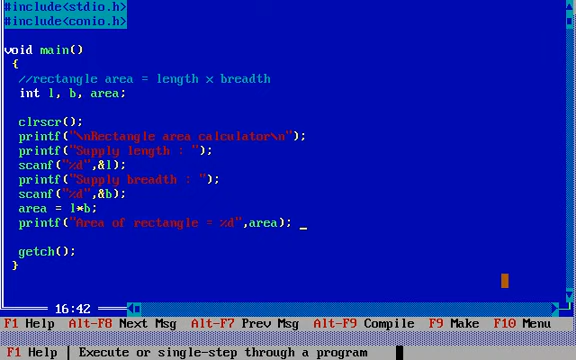 #include<stdio.h>
#include<conio.h>
void main()
{
//rectangle area = length x breadth
int l, b, area;
clrscr();
printf("\nRectangle area calculator\n");
printf("Supply length : ");
scanf("%d",&l);
printf("Supply breadth : ");
scanf("%d",&b);
area = l*b;
printf("Area of rectangle = %d",area); _
getch();
}
16:42
F1 Help Alt-F8 Next Msg Alt-F7 Prev Msg Alt-F9 Compile F9 Make F10 Menu
F1 Help | Execute or single-step through a program